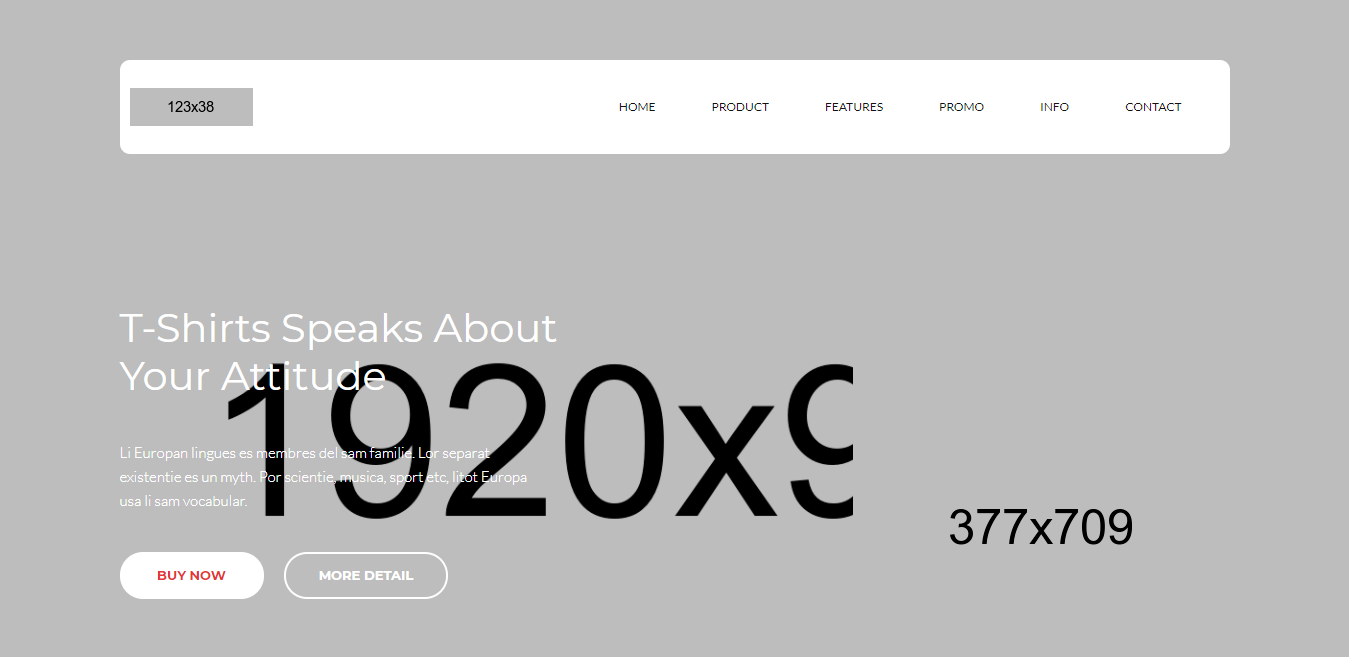 123x38
HOME PRODUCT FEATURES PROMO INFO CONTACT
T-Shirts Speaks About
Your Attitude
1920x9
Li Europan lingues es membres del sam familie. Lor separat
existentie es un myth. Por scientie, musica, sport etc, litot Europa
usa li sam vocabular.
377x709
BUY NOW MORE DETAIL